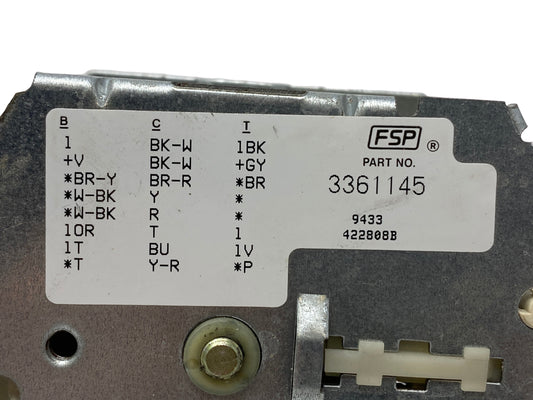 B C T
1 BK-W 1BK
+V BK-W +GY
*BR-Y BR-R *BR
*W-BK Y *
*W-BK R *
1OR T 1
1T BU 1V
*T Y-R *P
FSP ®
PART NO.
3361145
9433
422808B